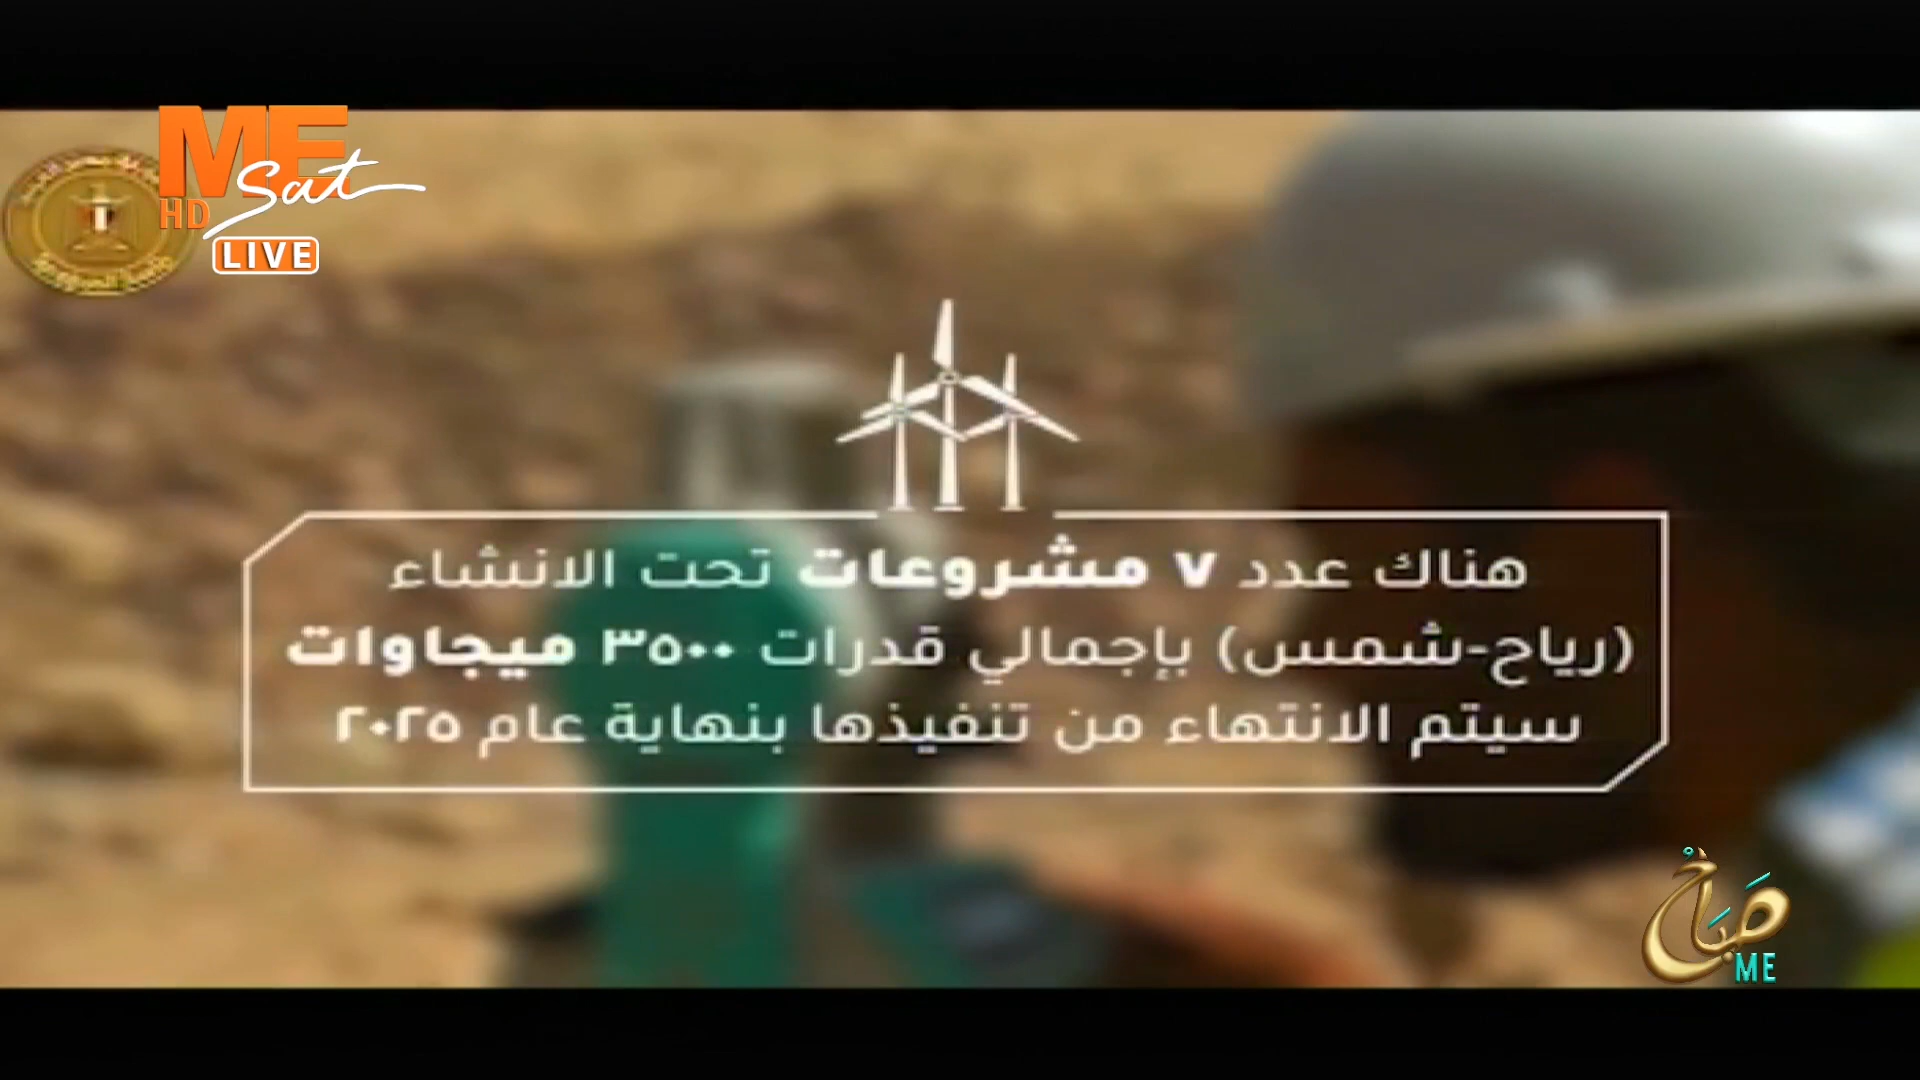 ME
Sat
HD
LIVE
هناك عدد ٧ مشروعات تحت الانشاء
(رياح-شمس) بإجمالي قدرات ٣٥٠٠ ميجاوات
سيتم الانتهاء من تنفيذها بنهاية عام ٢٠٢٥
صباح
ME